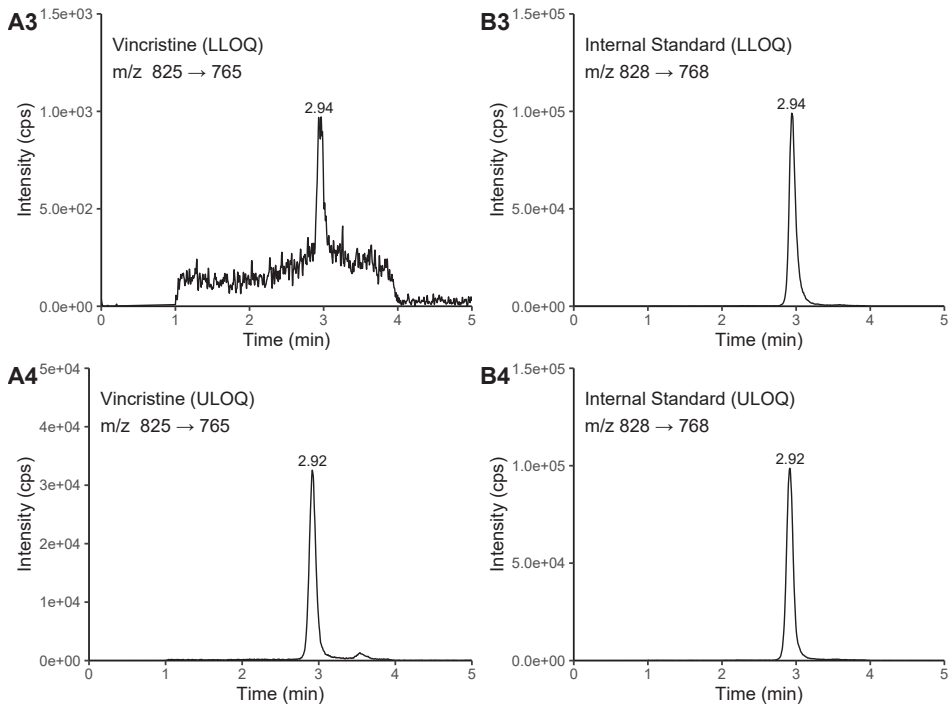 A3
1.5e+03
1.0e+03
5.0e+02
0.0e+00
Intensity (cps)
Vincristine (LLOQ)
m/z 825 → 765
2.94
0 1 2 3 4 5
Time (min)
B3
1.5e+05
1.0e+05
5.0e+04
0.0e+00
Intensity (cps)
Internal Standard (LLOQ)
m/z 828 → 768
2.94
0 1 2 3 4 5
Time (min)
A4
5e+04
4e+04
3e+04
2e+04
1e+04
0e+00
Intensity (cps)
Vincristine (ULOQ)
m/z 825 → 765
2.92
0 1 2 3 4 5
Time (min)
B4
1.5e+05
1.0e+05
5.0e+04
0.0e+00
Intensity (cps)
Internal Standard (ULOQ)
m/z 828 → 768
2.92
0 1 2 3 4 5
Time (min)